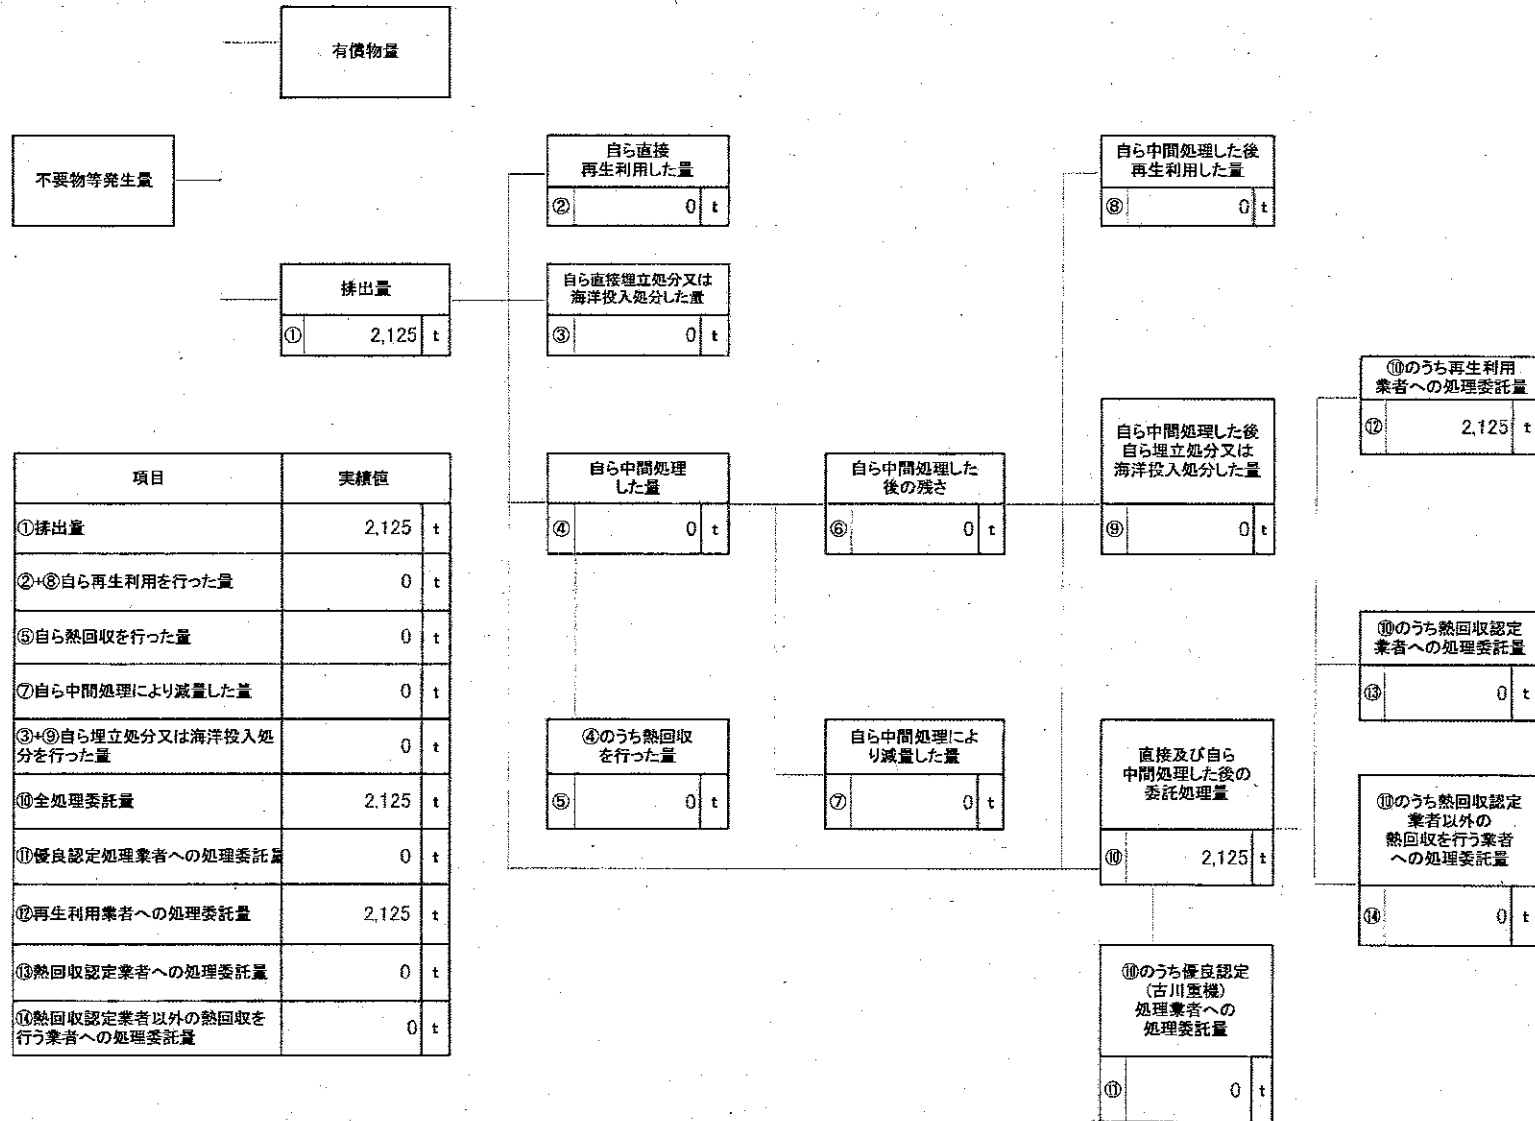 有償物量
不要物等発生量
自ら直接
再生利用した量
② 0 t
自ら中間処理した後
再生利用した量
⑧ 0 t
排出量
① 2,125 t
自ら直接埋立処分又は
海洋投入処分した量
③ 0 t
⑩のうち再生利用
業者への処理委託量
⑫ 2,125 t
自ら中間処理した後
自ら埋立処分又は
海洋投入処分した量
⑨ 0 t
自ら中間処理
した量
④ 0 t
自ら中間処理した
後の残さ
⑥ 0 t
項目 実績値
①排出量 2,125 t
②+⑧自ら再生利用を行った量 0 t
⑤自ら熱回収を行った量 0 t
⑦自ら中間処理により減量した量 0 t
③+⑨自ら埋立処分又は海洋投入処
分を行った量 0 t
⑩全処理委託量 2,125 t
⑪優良認定処理業者への処理委託量 0 t
⑫再生利用業者への処理委託量 2,125 t
⑬熱回収認定業者への処理委託量 0 t
⑭熱回収認定業者以外の熱回収を
行う業者への処理委託量 0 t
④のうち熱回収
を行った量
⑤ 0 t
自ら中間処理によ
り減量した量
⑦ 0 t
直接及び自ら
中間処理した後の
委託処理量
⑩ 2,125 t
⑩のうち熱回収認定
業者への処理委託量
⑬ 0 t
⑩のうち熱回収認定
業者以外の
熱回収を行う業者
への処理委託量
⑭ 0 t
⑩のうち優良認定
(古川重機)
処理業者への
処理委託量
⑪ 0 t